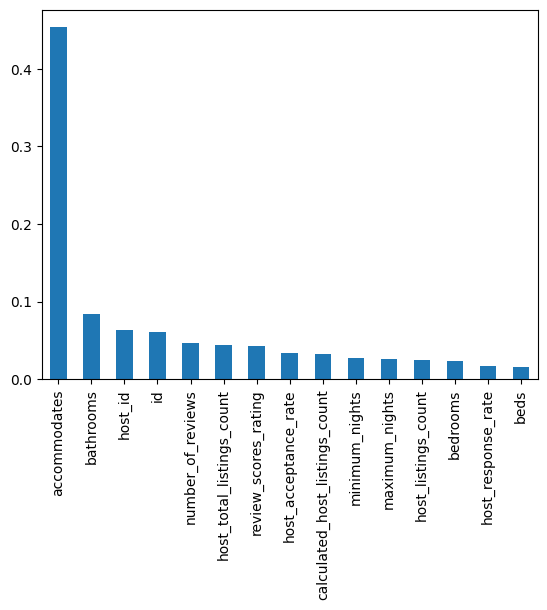 0.4
0.3
0.2
0.1
0.0
accommodates
bathrooms
host_id
id
number_of_reviews
host_total_listings_count
review_scores_rating
host_acceptance_rate
calculated_host_listings_count
minimum_nights
maximum_nights
host_listings_count
bedrooms
host_response_rate
beds